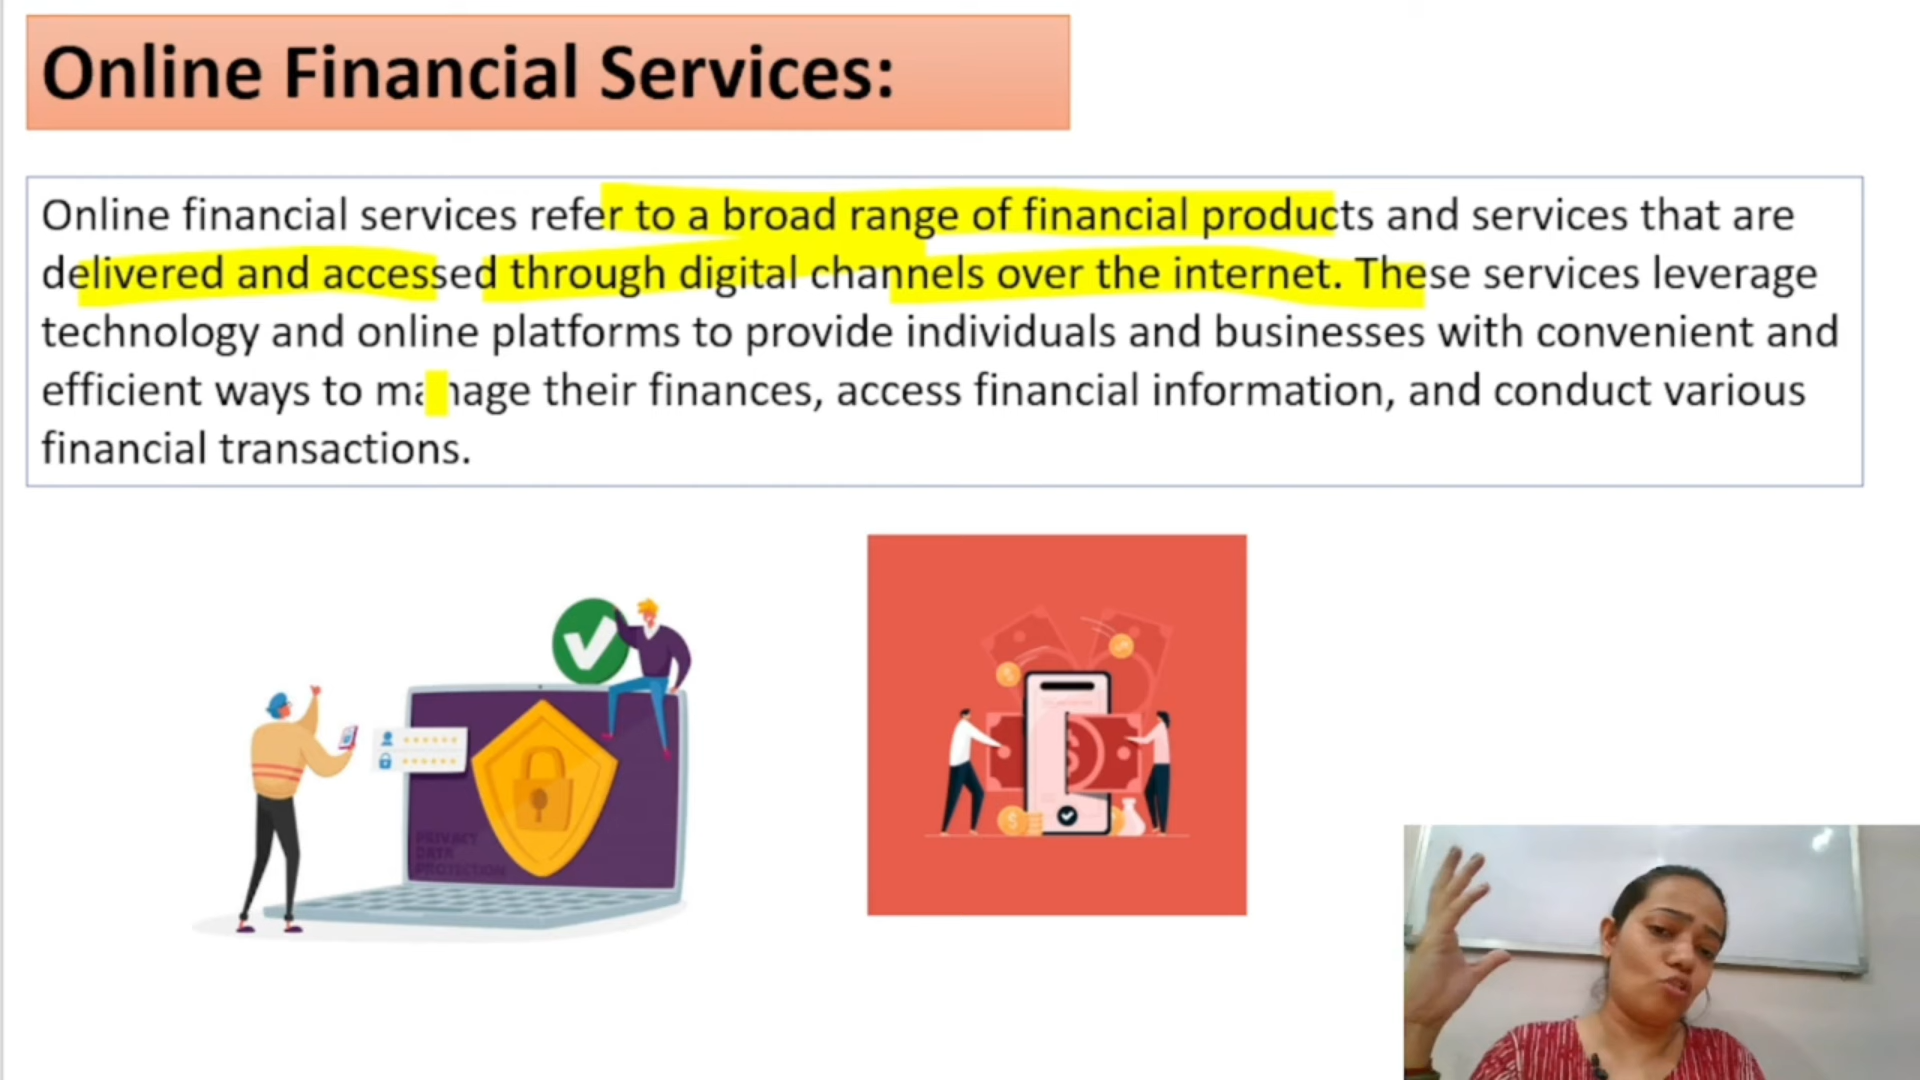 Online Financial Services:
Online financial services refer to a broad range of financial products and services that are
delivered and accessed through digital channels over the internet. These services leverage
technology and online platforms to provide individuals and businesses with convenient and
efficient ways to manage their finances, access financial information, and conduct various
financial transactions.
PRIVACY
DATA
PROTECTION